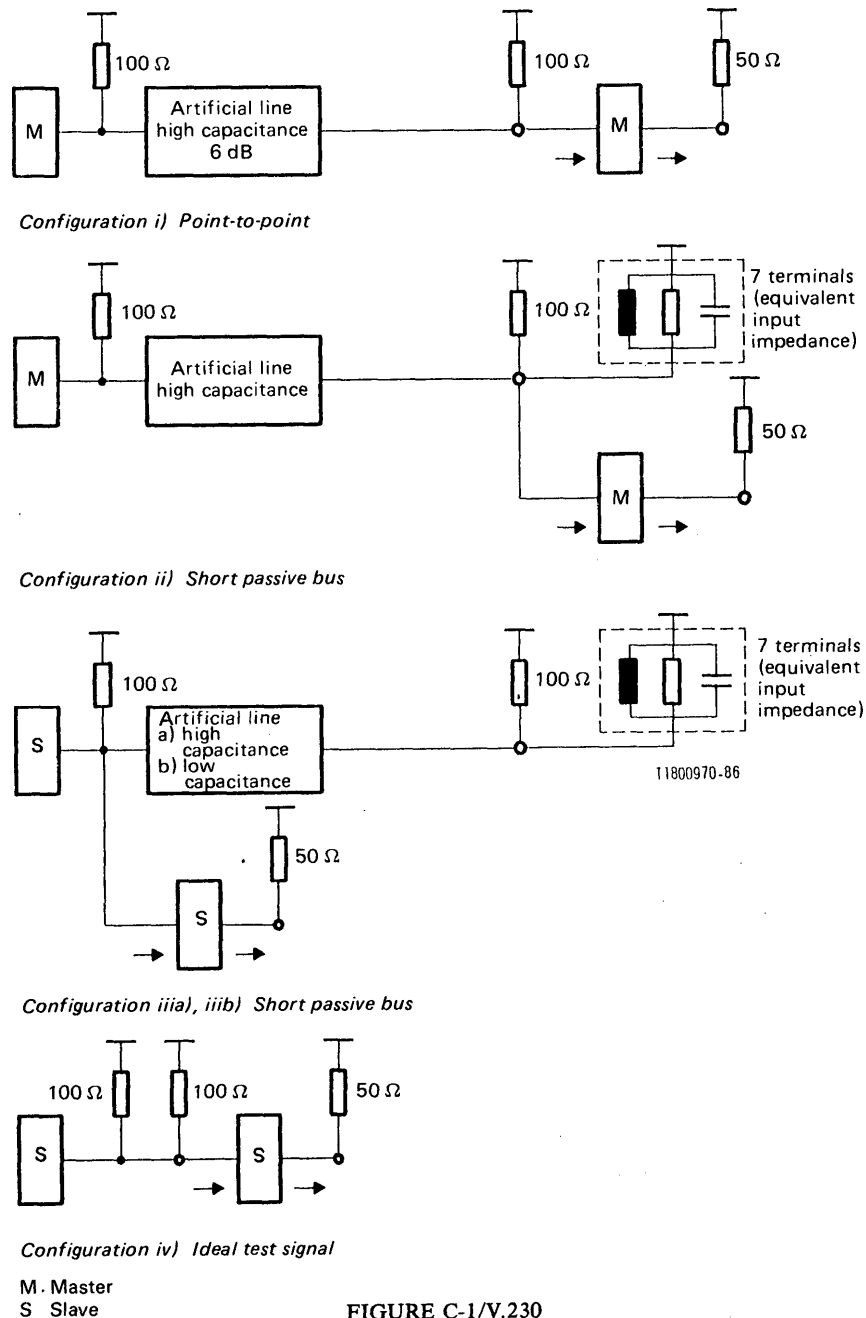 100 Ω
100 Ω
50 Ω
M
Artificial line
high capacitance
6 dB
M
Configuration i) Point-to-point
100 Ω
100 Ω
7 terminals
(equivalent
input
impedance)
M
Artificial line
high capacitance
50 Ω
M
Configuration ii) Short passive bus
100 Ω
100 Ω
7 terminals
(equivalent
input
impedance)
S
Artificial line
a) high
capacitance
b) low
capacitance
T1800970-86
50 Ω
S
Configuration iiia), iiib) Short passive bus
100 Ω
100 Ω
50 Ω
S
S
Configuration iv) Ideal test signal
M. Master
S Slave
FIGURE C-1/V.230